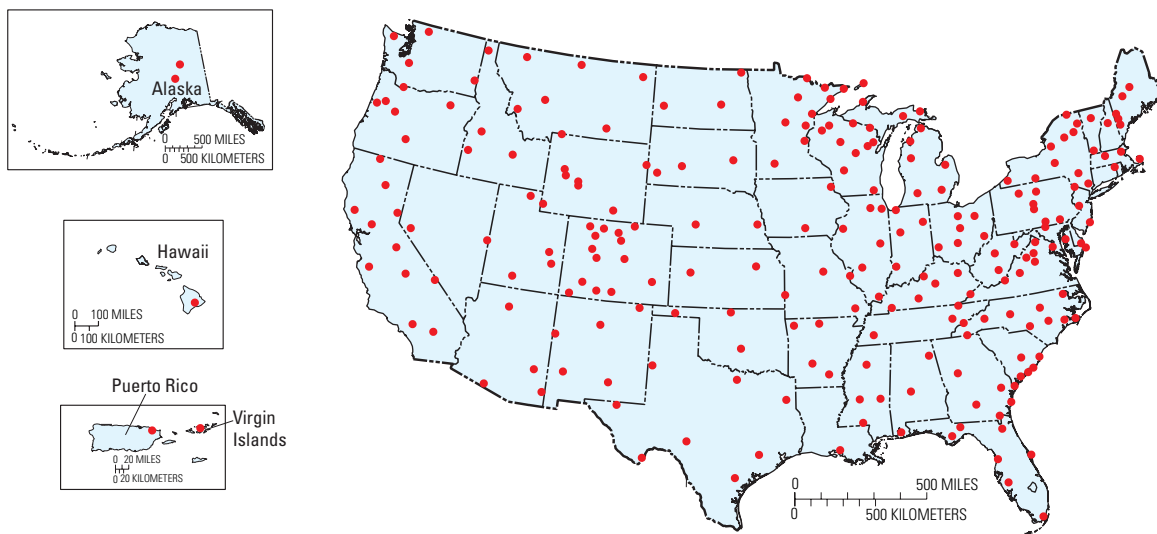 Alaska
0 500 MILES
0 500 KILOMETERS
Hawaii
0 100 MILES
0 100 KILOMETERS
Puerto Rico
Virgin
Islands
0 20 MILES
0 20 KILOMETERS
0 500 MILES
0 500 KILOMETERS